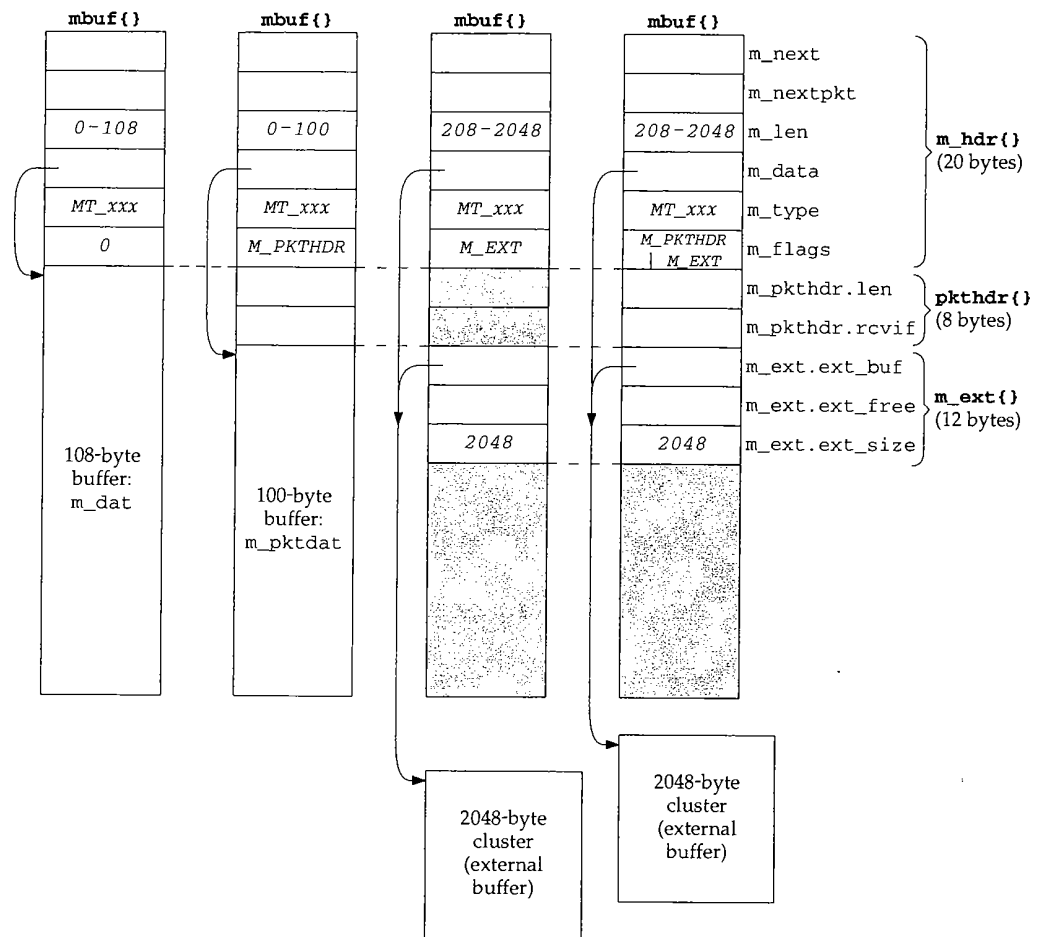 mbuf{} mbuf{} mbuf{} mbuf{}
m_next
m_nextpkt
0-108 0-100 208-2048 208-2048 m_len
m_data
MT_xxx MT_xxx MT_xxx MT_xxx m_type
0 M_PKTHDR M_EXT M_PKTHDR | M_EXT m_flags
m_hdr{}
(20 bytes)
m_pkthdr.len
m_pkthdr.rcvif
pkthdr{}
(8 bytes)
m_ext.ext_buf
m_ext.ext_free
2048 2048 m_ext.ext_size
m_ext{}
(12 bytes)
108-byte
buffer:
m_dat
100-byte
buffer:
m_pktdat
2048-byte
cluster
(external
buffer)
2048-byte
cluster
(external
buffer)